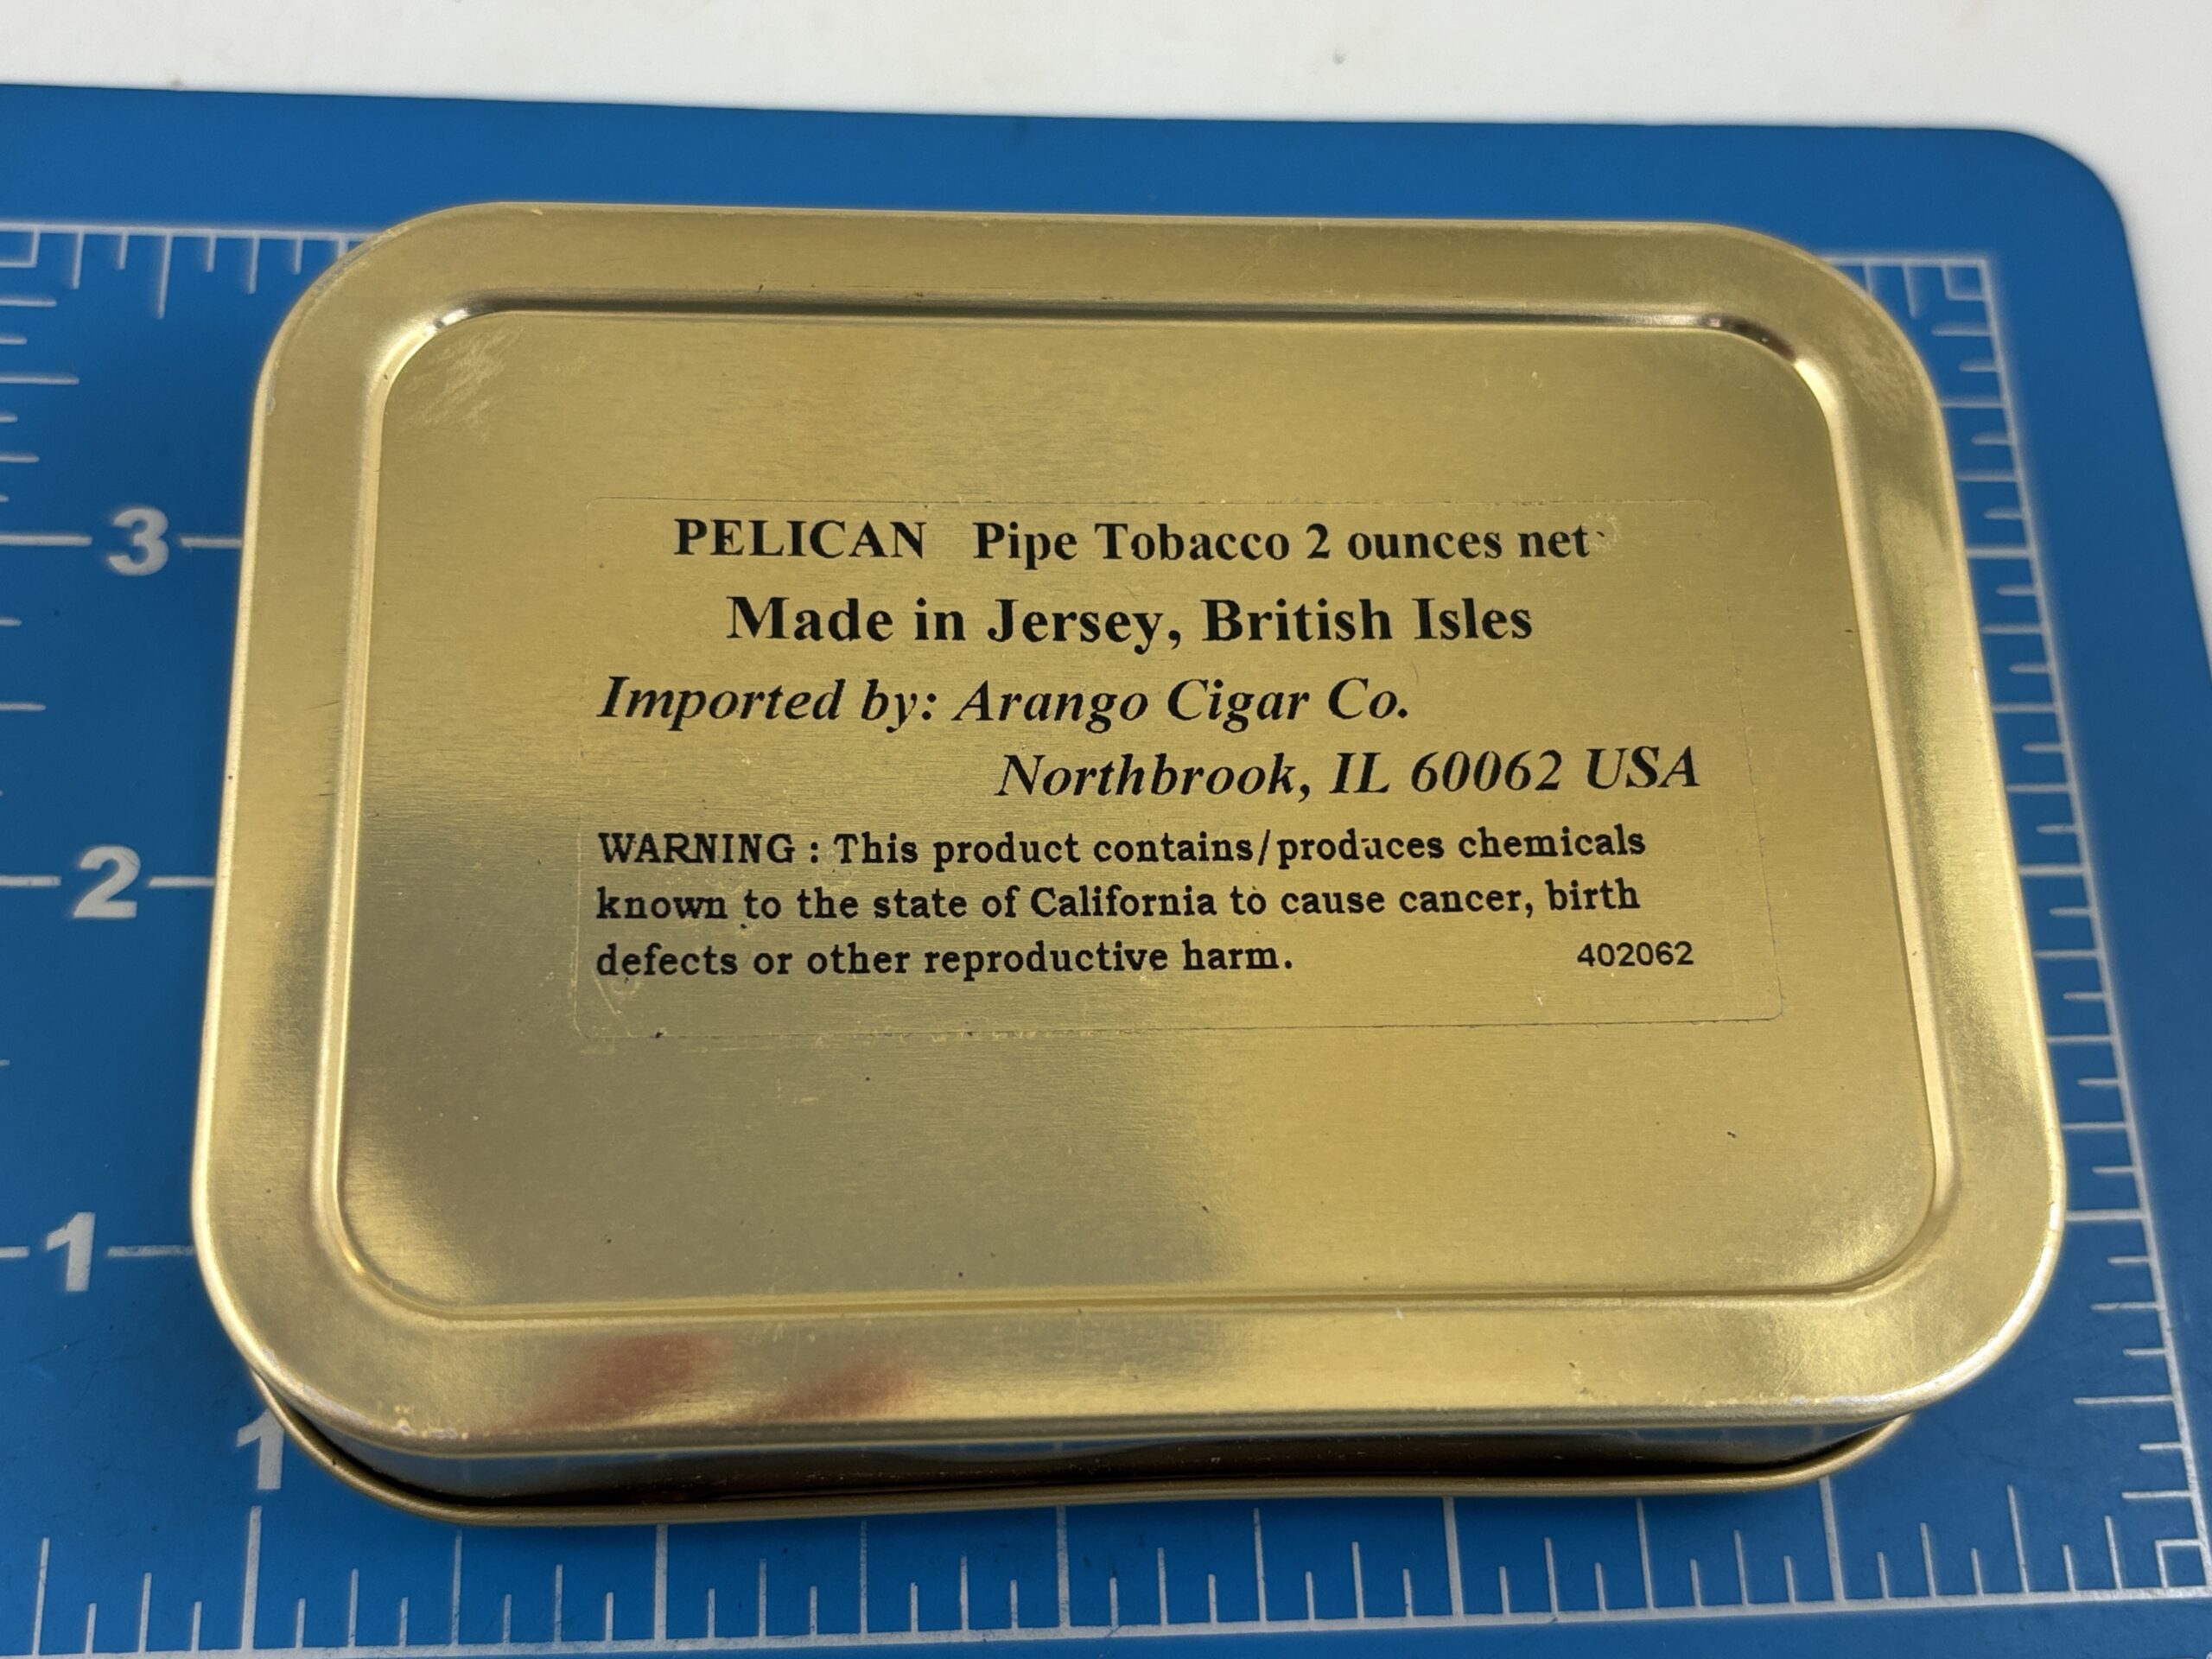 PELICAN Pipe Tobacco 2 ounces net
Made in Jersey, British Isles
Imported by: Arango Cigar Co.
Northbrook, IL 60062 USA
WARNING : This product contains/produces chemicals
known to the state of California to cause cancer, birth
defects or other reproductive harm. 402062
3
2
1
1